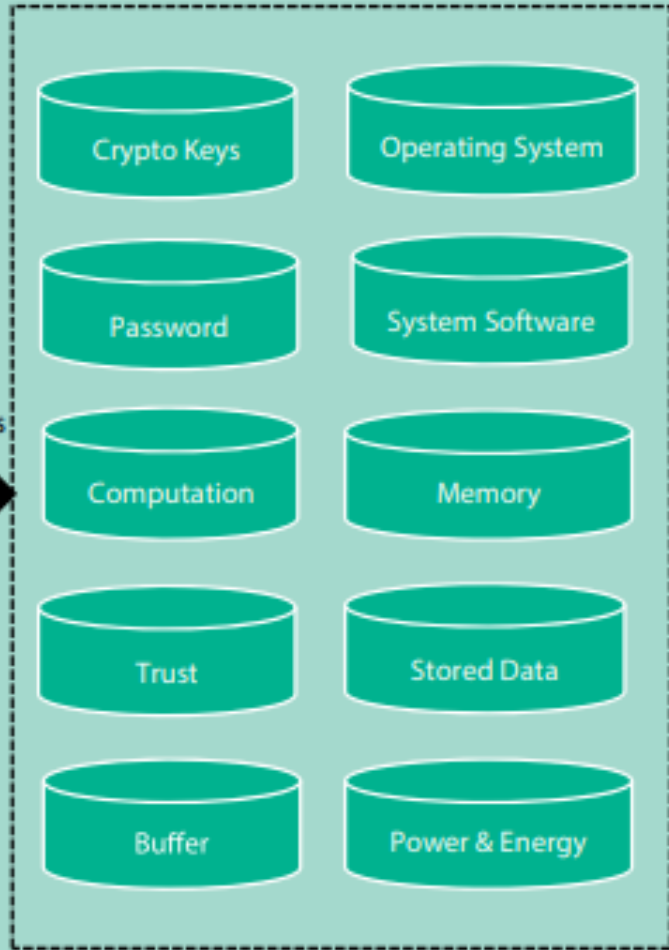 Crypto Keys
Operating System
Password
System Software
Computation
Memory
Trust
Stored Data
Buffer
Power & Energy